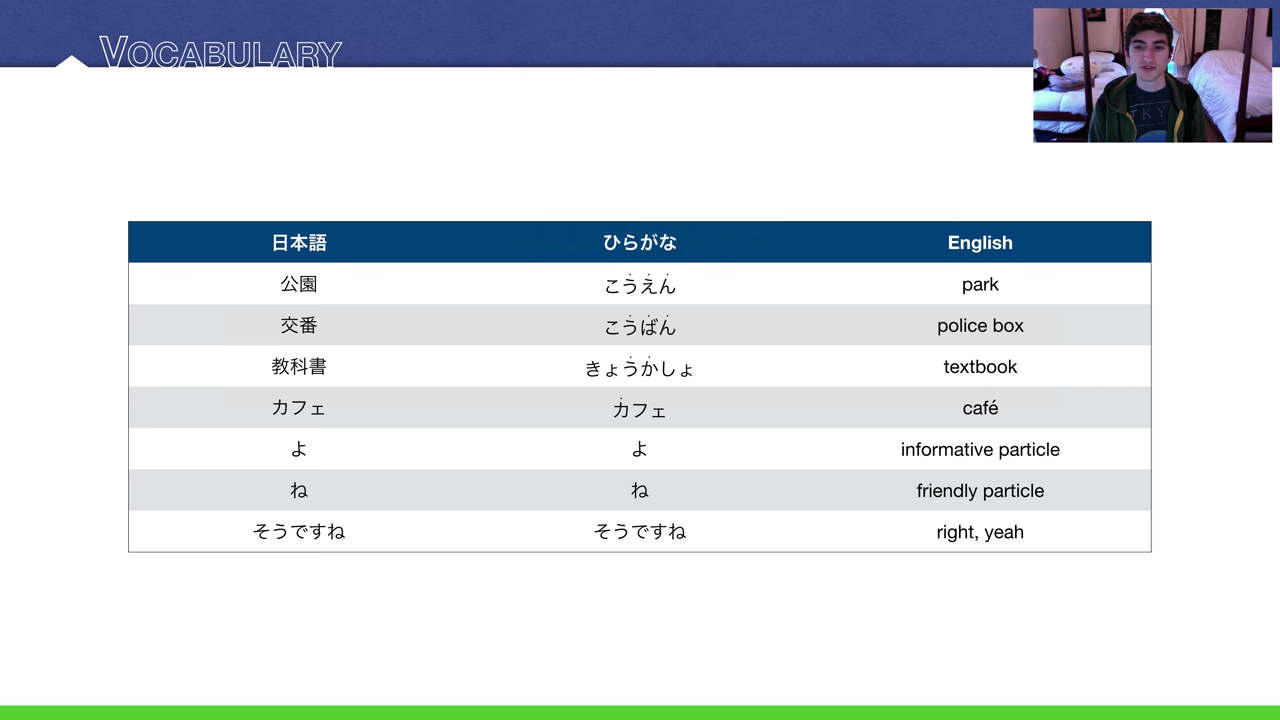 VOCABULARY
TKY
日本語 ひらがな English
公園 こうえん park
交番 こうばん police box
教科書 きょうかしょ textbook
カフェ カフェ café
よ よ informative particle
ね ね friendly particle
そうですね そうですね right, yeah